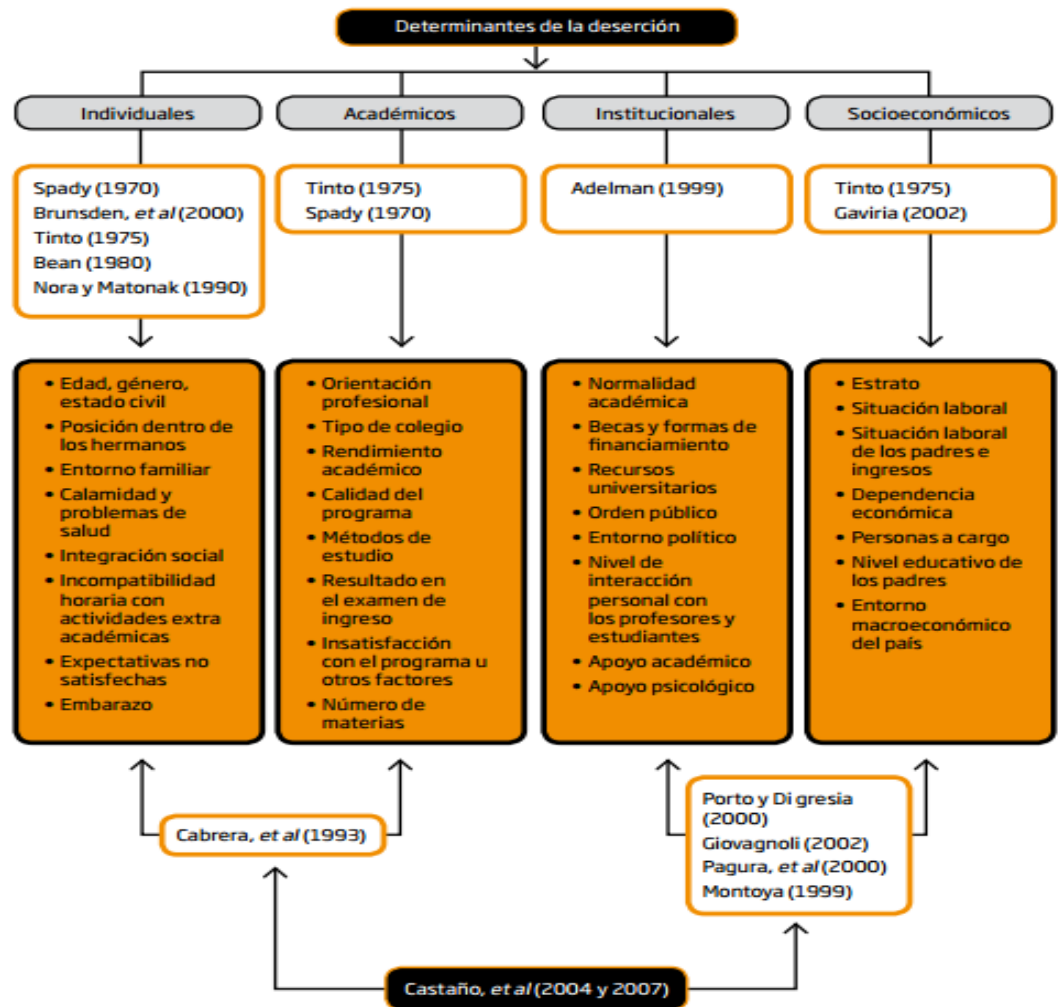 Determinantes de la deserción
Individuales
Académicos
Institucionales
Socioeconómicos
Spady (1970)
Brunsden, et al (2000)
Tinto (1975)
Bean (1980)
Nora y Matonak (1990)
Tinto (1975)
Spady (1970)
Adelman (1999)
Tinto (1975)
Gaviria (2002)
• Edad, género,
estado civil
• Posición dentro de
los hermanos
• Entorno familiar
• Calamidad y
problemas de
salud
• Integración social
• Incompatibilidad
horaria con
actividades extra
académicas
• Expectativas no
satisfechas
• Embarazo
• Orientación
profesional
• Tipo de colegio
• Rendimiento
académico
• Calidad del
programa
• Métodos de
estudio
• Resultado en
el examen de
ingreso
• Insatisfacción
con el programa u
otros factores
• Número de
materias
• Normalidad
académica
• Becas y formas de
financiamiento
• Recursos
universitarios
• Orden público
• Entorno político
• Nivel de
interacción
personal con
los profesores y
estudiantes
• Apoyo académico
• Apoyo psicológico
• Estrato
• Situación laboral
• Situación laboral
de los padres e
ingresos
• Dependencia
económica
• Personas a cargo
• Nivel educativo de
los padres
• Entorno
macroeconómico
del país
Cabrera, et al (1993)
Porto y Di gresia
(2000)
Giovagnoli (2002)
Pagura, et al (2000)
Montoya (1999)
Castaño, et al (2004 y 2007)